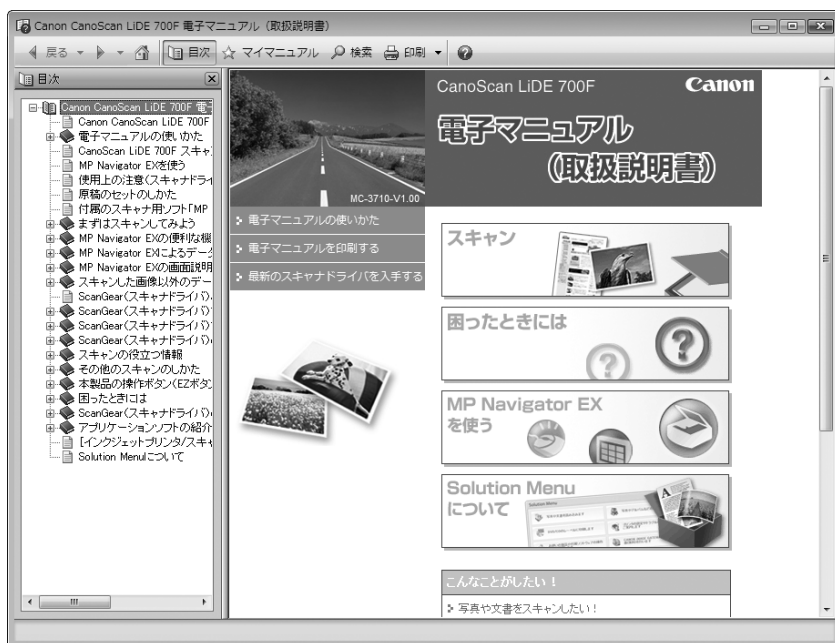 Canon CanoScan LiDE 700F 電子マニュアル（取扱説明書）
戻る
目次
マイマニュアル
検索
印刷
目次
Canon CanoScan LiDE 700F 電子
Canon CanoScan LiDE 700F
電子マニュアルの使いかた
CanoScan LiDE 700F スキャ
MP Navigator EXを使う
使用上の注意(スキャナドライ
原稿のセットのしかた
付属のスキャナ用ソフト「MP
まずはスキャンしてみよう
MP Navigator EXの便利な機
MP Navigator EXによるデータ
MP Navigator EXの画面説明
スキャンした画像以外のデー
ScanGear(スキャナドライバ)
ScanGear(スキャナドライバ)
ScanGear(スキャナドライバ)
ScanGear(スキャナドライバ)
スキャンの役立つ情報
その他のスキャンのしかた
本製品の操作ボタン(EZボタン
困ったときには
ScanGear(スキャナドライバ)
アプリケーションソフトの紹介
[インクジェットプリンタ/スキャ
Solution Menuについて
MC-3710-V1.00
電子マニュアルの使いかた
電子マニュアルを印刷する
最新のスキャナドライバを入手する
CanoScan LiDE 700F
Canon
電子マニュアル
(取扱説明書)
スキャン
困ったときには
MP Navigator EX
を使う
Solution Menu
について
Solution Menu
こんなことがしたい！
写真や文書をスキャンしたい！